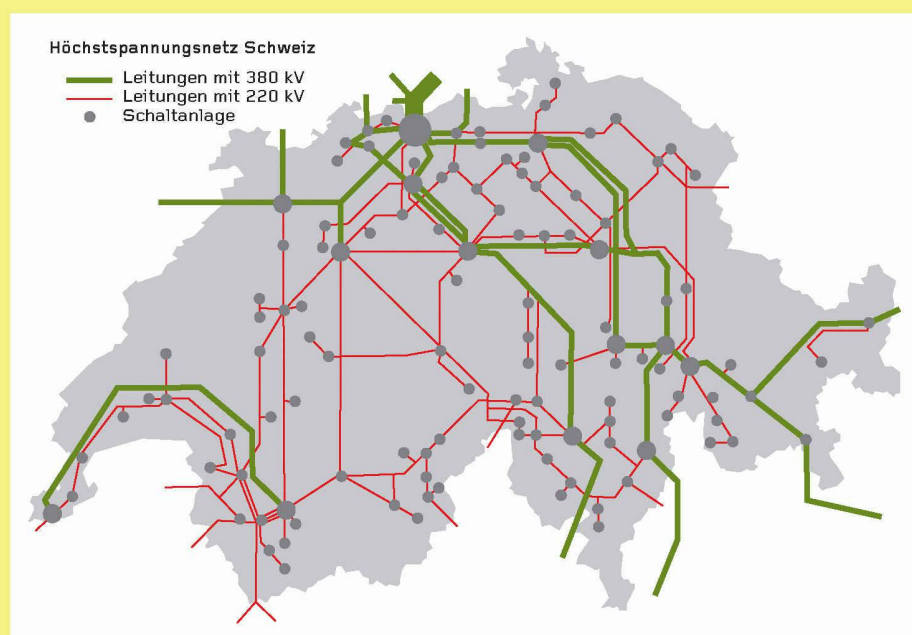 Höchstspannungsnetz Schweiz
Leitungen mit 380 kV
Leitungen mit 220 kV
Schaltanlage